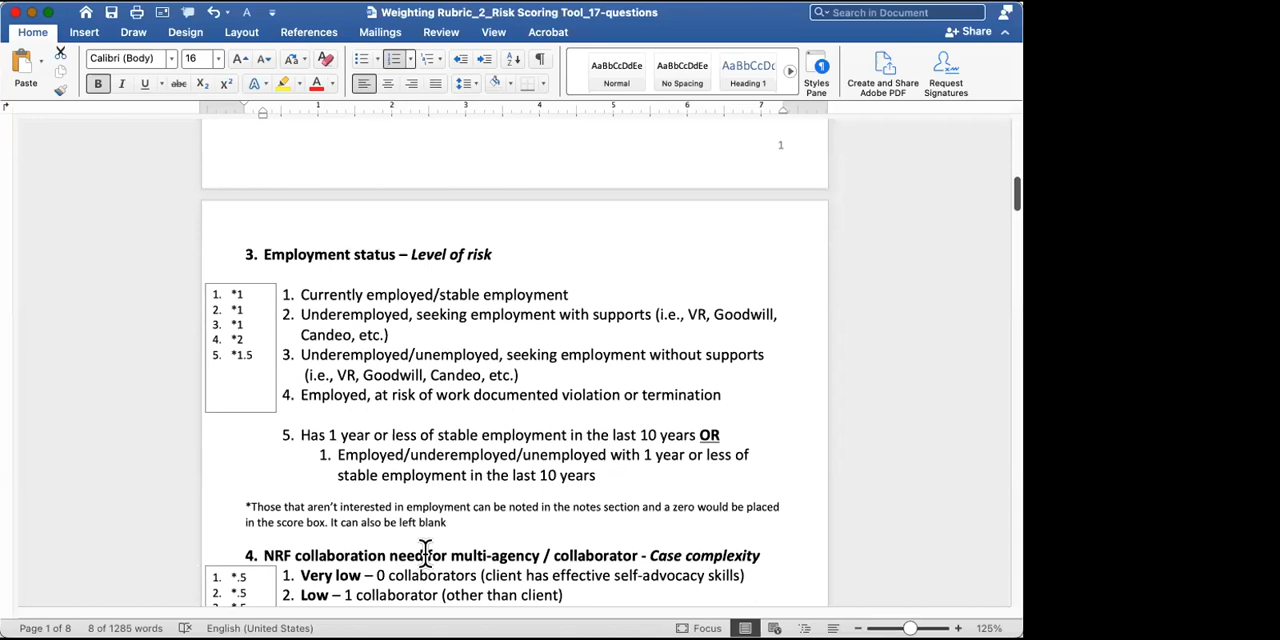 Weighting Rubric_2_Risk Scoring Tool_17-questions
Search in Document
Home Insert Draw Design Layout References Mailings Review View Acrobat
Share
Paste
Calibri (Body) 16
AaBbCcDdEe AaBbCcDdEe AaBbCcDc
Normal No Spacing Heading 1
Styles Pane
Create and Share Adobe PDF
Request Signatures
1 2 3 4 5 6 7
1
3. Employment status – Level of risk
1. *1
2. *1
3. *1
4. *2
5. *1.5
1. Currently employed/stable employment
2. Underemployed, seeking employment with supports (i.e., VR, Goodwill,
Candeo, etc.)
3. Underemployed/unemployed, seeking employment without supports
(i.e., VR, Goodwill, Candeo, etc.)
4. Employed, at risk of work documented violation or termination
5. Has 1 year or less of stable employment in the last 10 years OR
1. Employed/underemployed/unemployed with 1 year or less of
stable employment in the last 10 years
*Those that aren't interested in employment can be noted in the notes section and a zero would be placed
in the score box. It can also be left blank
4. NRF collaboration need for multi-agency / collaborator - Case complexity
1. *.5
2. *.5
1. Very low – 0 collaborators (client has effective self-advocacy skills)
2. Low – 1 collaborator (other than client)
Page 1 of 8 8 of 1285 words English (United States) Focus 125%